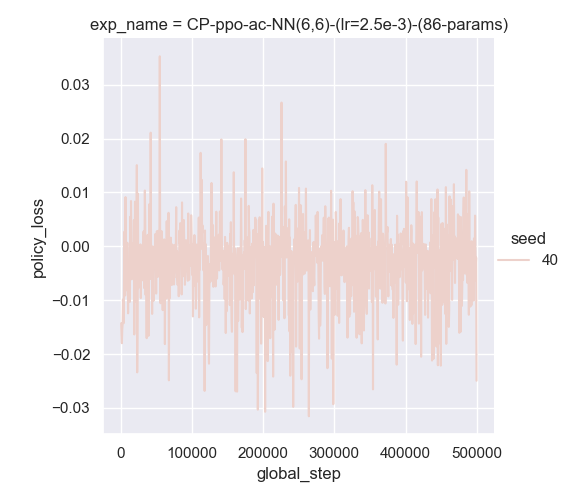 exp_name = CP-ppo-ac-NN(6,6)-(lr=2.5e-3)-(86-params)
0.03
0.02
0.01
0.00
−0.01
−0.02
−0.03
policy_loss
0 100000 200000 300000 400000 500000
global_step
seed
40